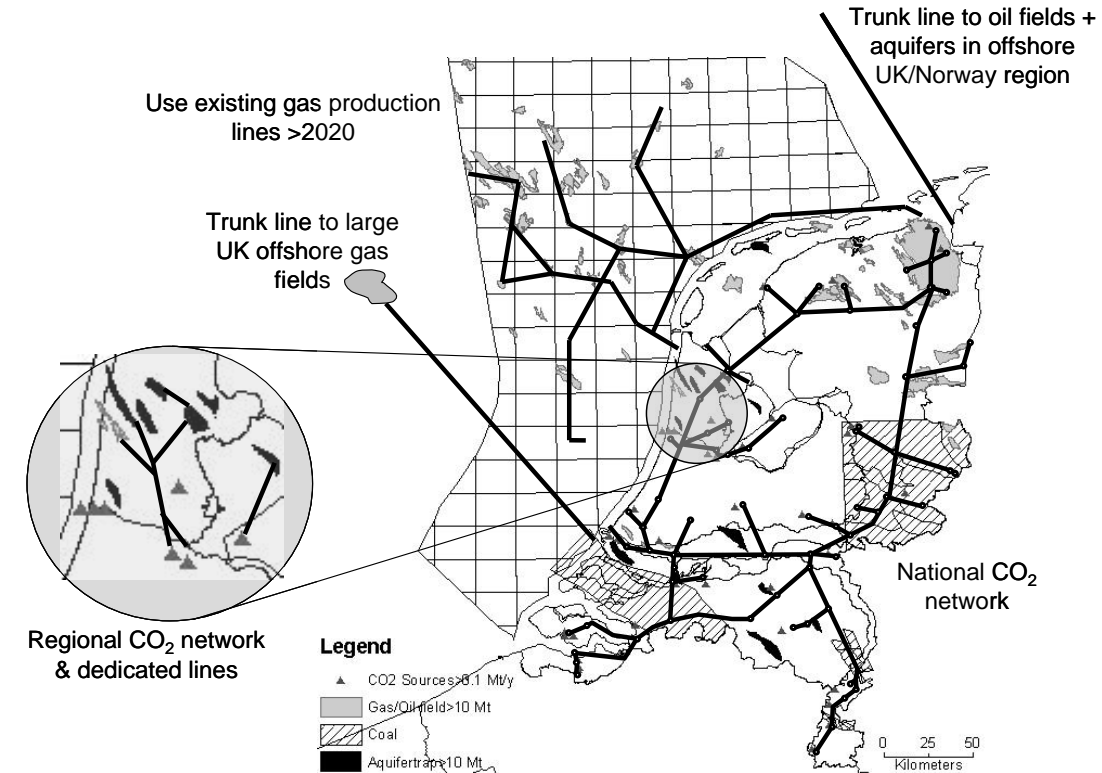 Trunk line to oil fields +
aquifers in offshore
UK/Norway region
Use existing gas production
lines >2020
Trunk line to large
UK offshore gas
fields
National CO2
network
Regional CO2 network
& dedicated lines
Legend
CO2 Sources>0.1 Mt/y
Gas/Oil field>10 Mt
Coal
Aquifertrap>10 Mt
0 25 50
Kilometers